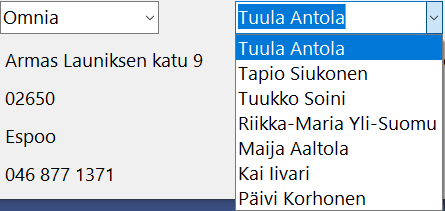 Omnia
Armas Launiksen katu 9
02650
Espoo
046 877 1371
Tuula Antola
Tuula Antola
Tapio Siukonen
Tuukko Soini
Riikka-Maria Yli-Suomu
Maija Aaltola
Kai Iivari
Päivi Korhonen